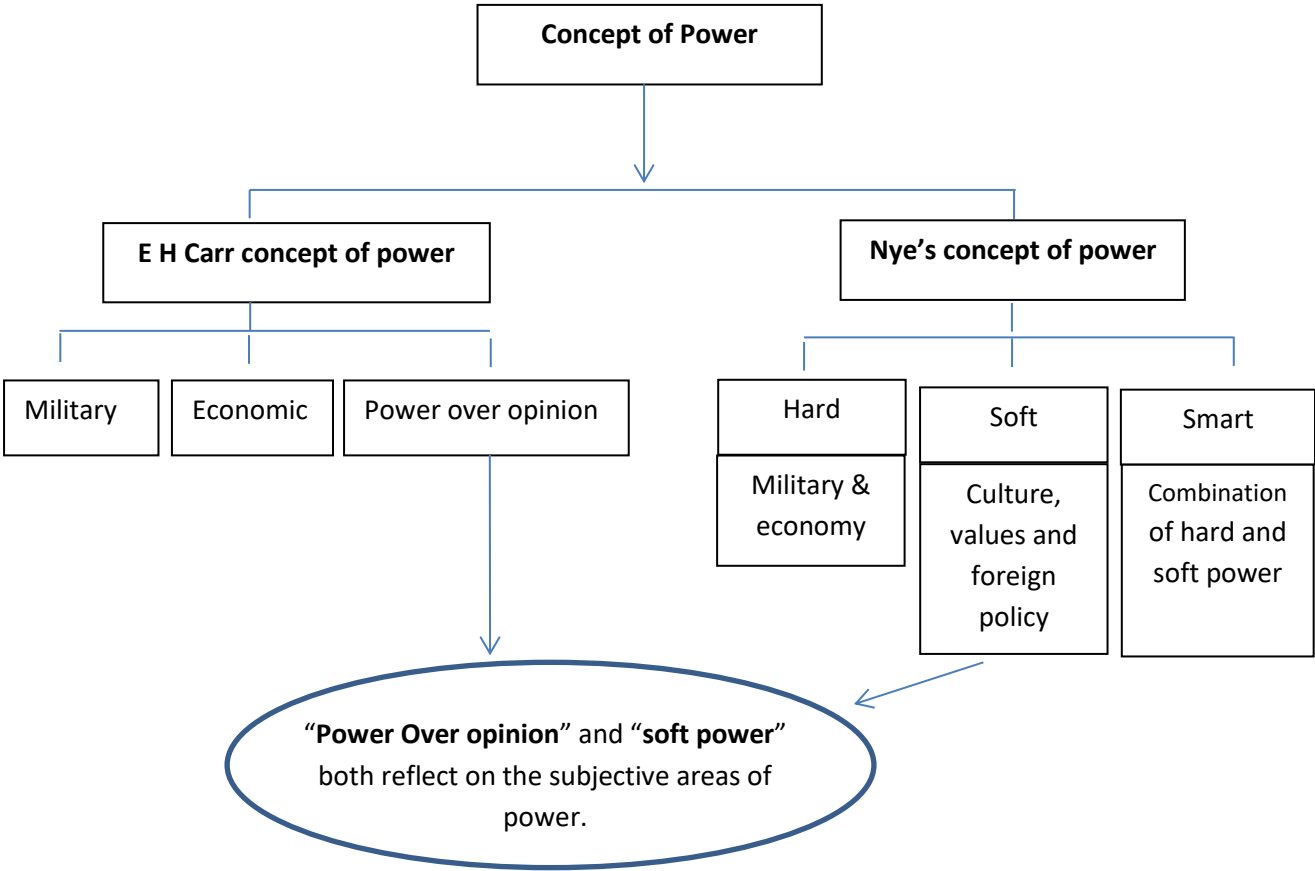 Concept of Power
E H Carr concept of power
Nye’s concept of power
Military
Economic
Power over opinion
Hard
Military &
economy
Soft
Culture,
values and
foreign
policy
Smart
Combination
of hard and
soft power
“Power Over opinion” and “soft power”
both reflect on the subjective areas of
power.